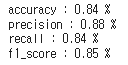 accuracy : 0.84 %
precision : 0.88 %
recall : 0.84 %
f1_score : 0.85 %